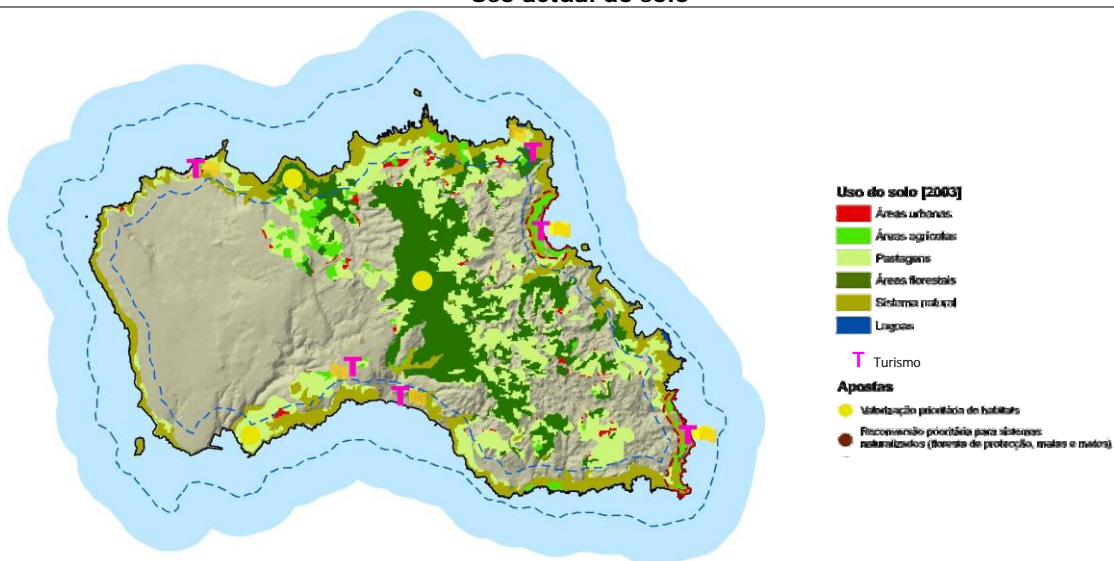 Uso actual do solo
Uso do solo [2003]
Áreas urbanas
Áreas agrícolas
Pastagens
Áreas florestais
Sistema natural
Lagoas
T Turismo
Apostas
Valorização prioritária de habitats
Reconversão prioritária para sistemas
naturalizados (floresta de protecção, matas e matos)
T
T
T
T
T
T